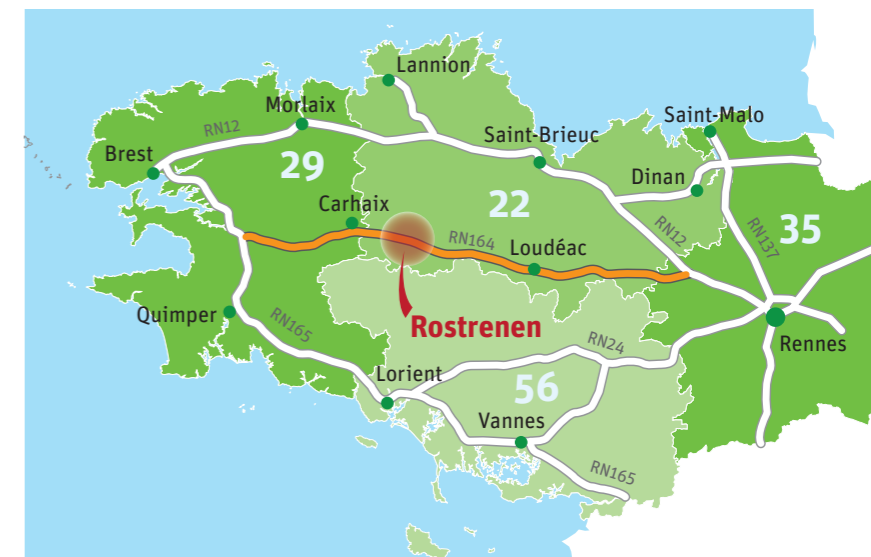 Lannion
Morlaix
Saint-Malo
RN12
Saint-Brieuc
Brest
29
Dinan
Carhaix
22
35
RN164
Loudéac
RN12
RN137
Quimper
RN165
Rostrenen
Rennes
RN24
Lorient
56
Vannes
RN165